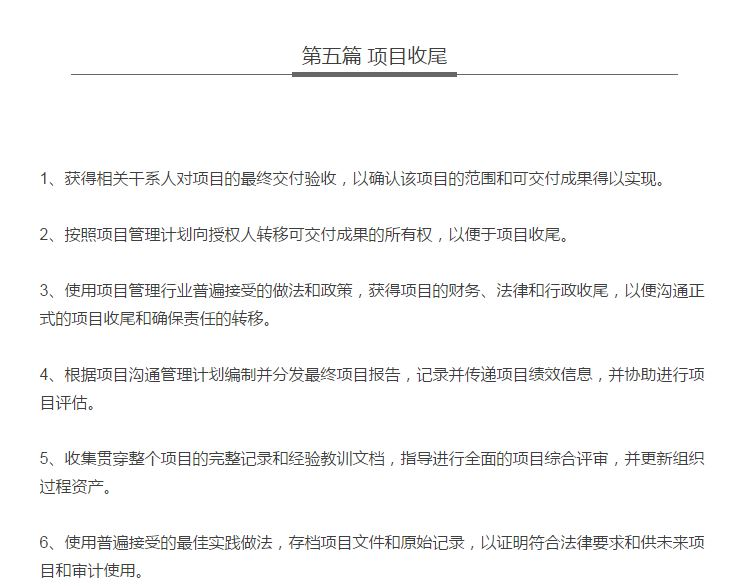 第五篇 项目收尾
1、获得相关干系人对项目的最终交付验收，以确认该项目的范围和可交付成果得以实现。
2、按照项目管理计划向授权人转移可交付成果的所有权，以便于项目收尾。
3、使用项目管理行业普遍接受的做法和政策，获得项目的财务、法律和行政收尾，以便沟通正
式的项目收尾和确保责任的转移。
4、根据项目沟通管理计划编制并分发最终项目报告，记录并传递项目绩效信息，并协助进行项
目评估。
5、收集贯穿整个项目的完整记录和经验教训文档，指导进行全面的项目综合评审，并更新组织
过程资产。
6、使用普遍接受的最佳实践做法，存档项目文件和原始记录，以证明符合法律要求和供未来项
目和审计使用。